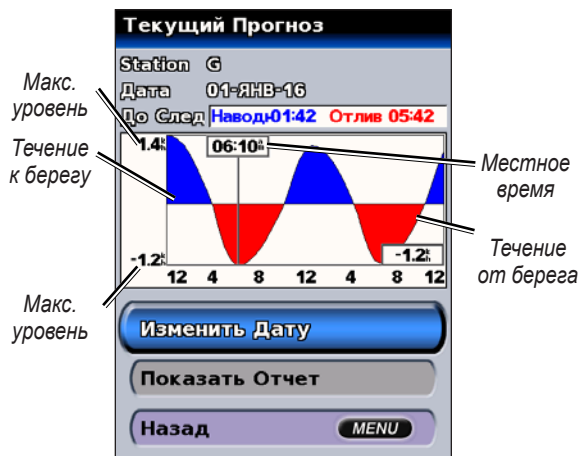 Текущий Прогноз
Station G
Дата 01-ЯНВ-16
До След Наводн01:42 Отлив 05:42
Макс.
уровень
1.4
06:10
Местное
время
Течение
к берегу
-1.2
-1.2
Течение
от берега
12 4 8 12 4 8 12
Макс.
уровень
Изменить Дату
Показать Отчет
Назад MENU